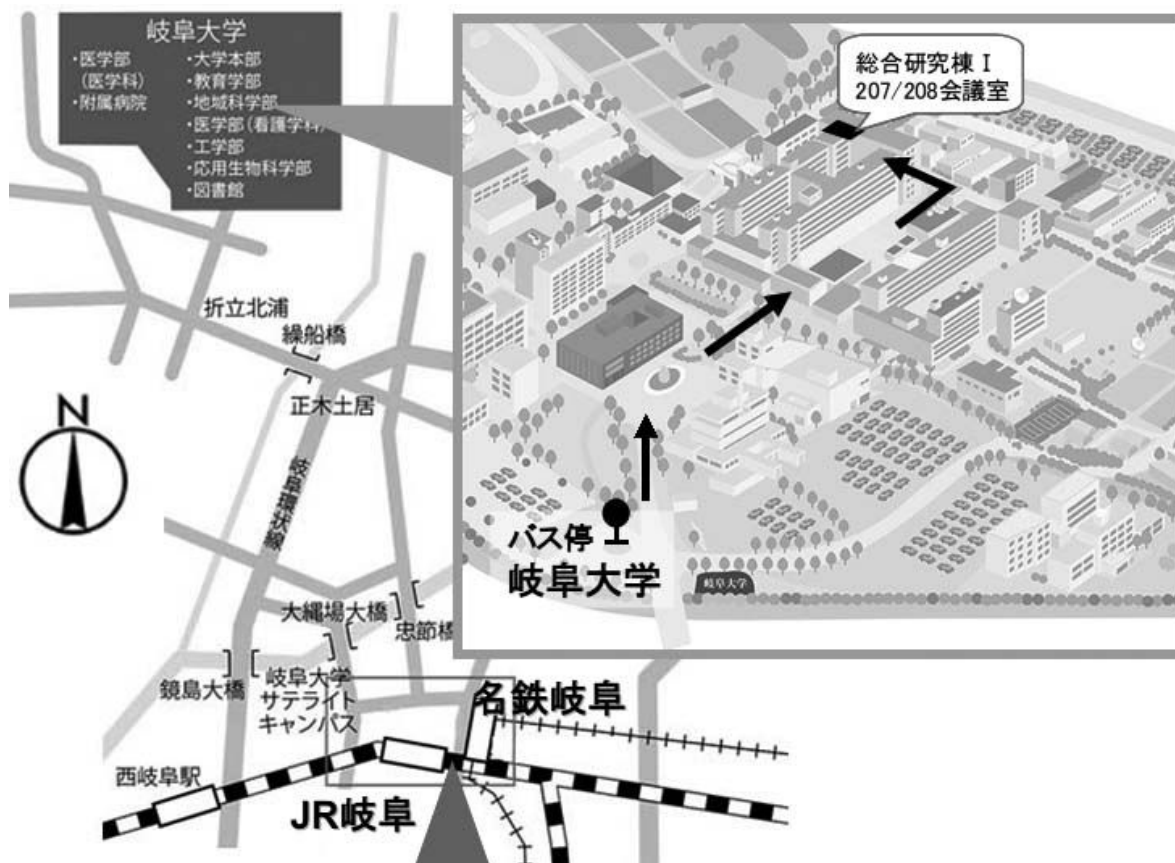 岐阜大学
・医学部
(医学科)
・附属病院
・大学本部
・教育学部
・地域科学部
・医学部(看護学科)
・工学部
・応用生物科学部
・図書館
総合研究棟Ⅰ
207/208会議室
折立北浦
繰船橋
正木土居
N
岐阜環状線
バス停
岐阜大学
岐阜大学
大縄場大橋
忠節橋
鏡島大橋
岐阜大学
サテライト
キャンパス
名鉄岐阜
西岐阜駅
JR岐阜